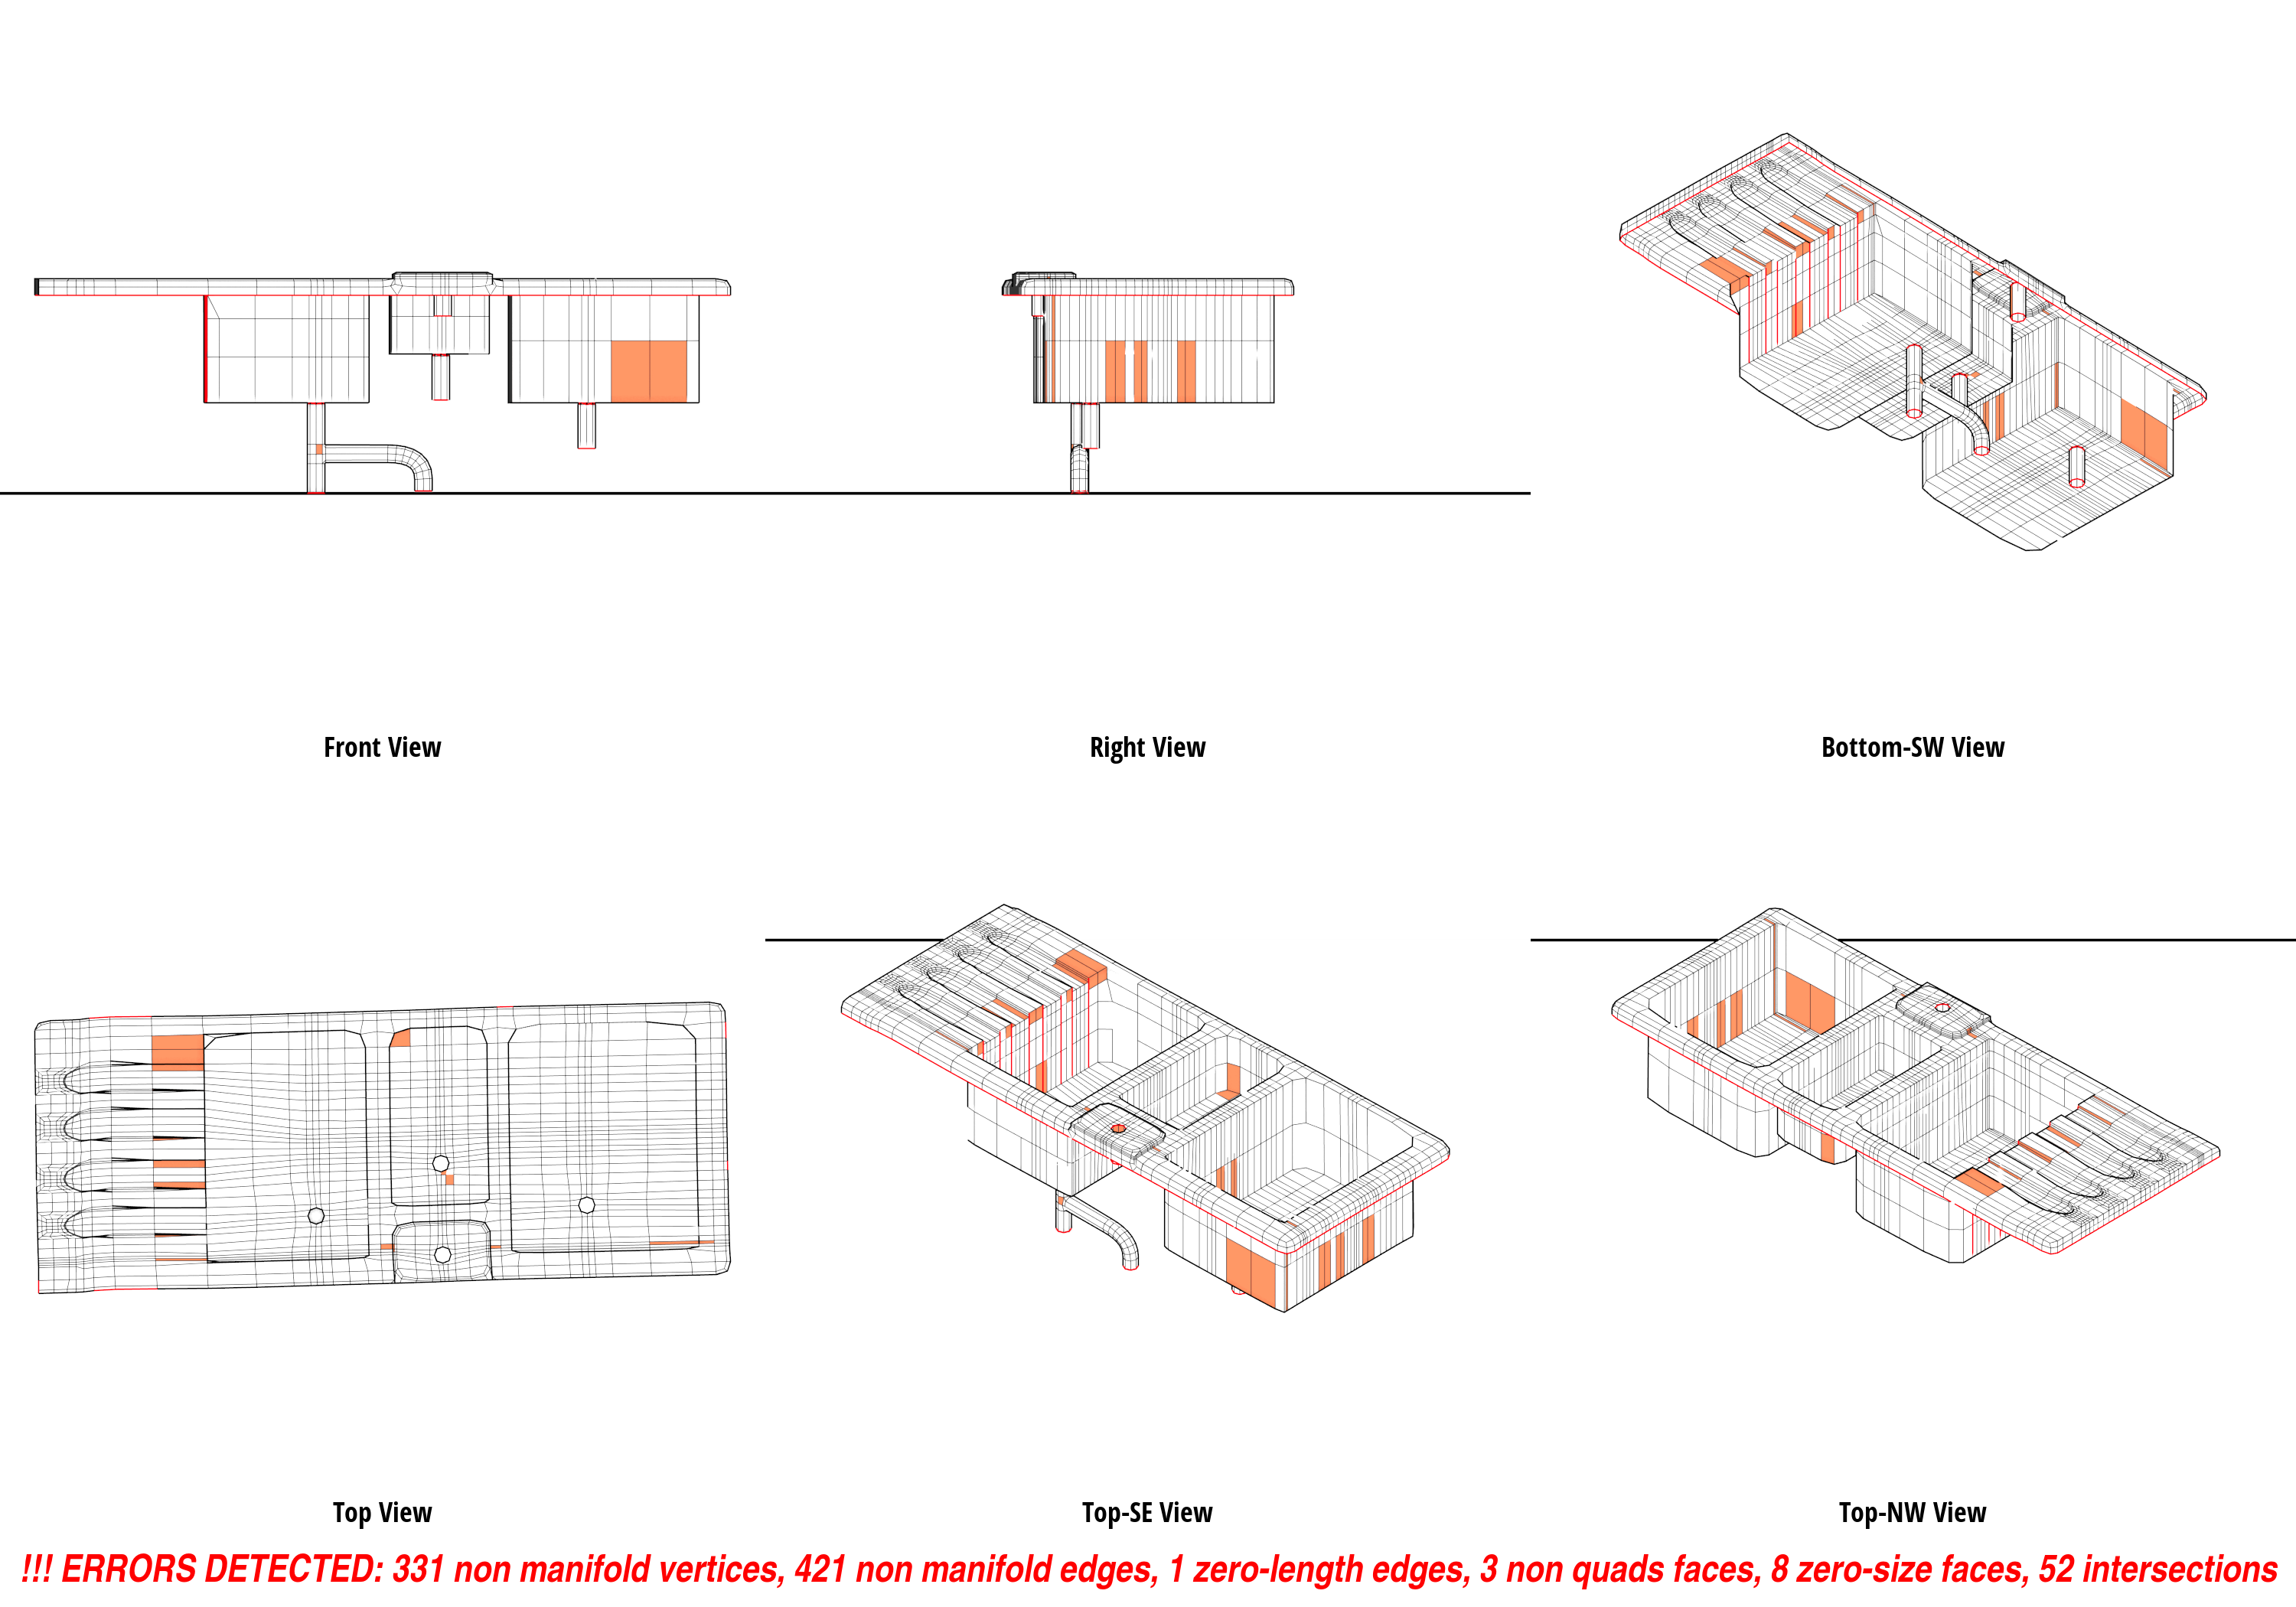 Front View
Right View
Bottom-SW View
Top View
Top-SE View
Top-NW View
!!! ERRORS DETECTED: 331 non manifold vertices, 421 non manifold edges, 1 zero-length edges, 3 non quads faces, 8 zero-size faces, 52 intersections